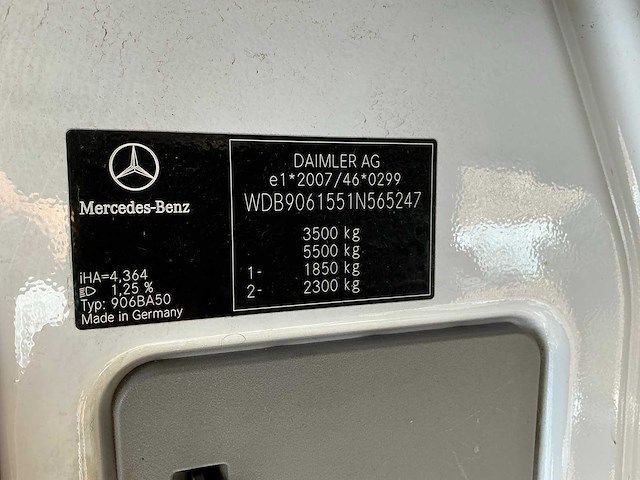 Mercedes-Benz
iHA=4,364
1,25 %
Typ: 906BA50
Made in Germany
DAIMLER AG
e1*2007/46*0299
WDB9061551N565247
3500 kg
5500 kg
1- 1850 kg
2- 2300 kg